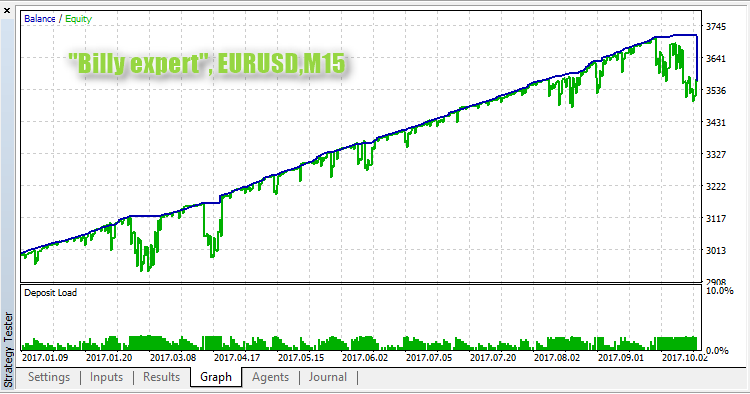 Balance / Equity
"Billy expert", EURUSD,M15
3745
3641
3536
3431
3327
3222
3117
3013
2908
Deposit Load
10.0%
0.0%
2017.01.09 2017.01.20 2017.03.08 2017.04.17 2017.05.15 2017.06.02 2017.07.05 2017.07.20 2017.08.02 2017.09.01 2017.10.02
Strategy Tester
Settings Inputs Results Graph Agents Journal